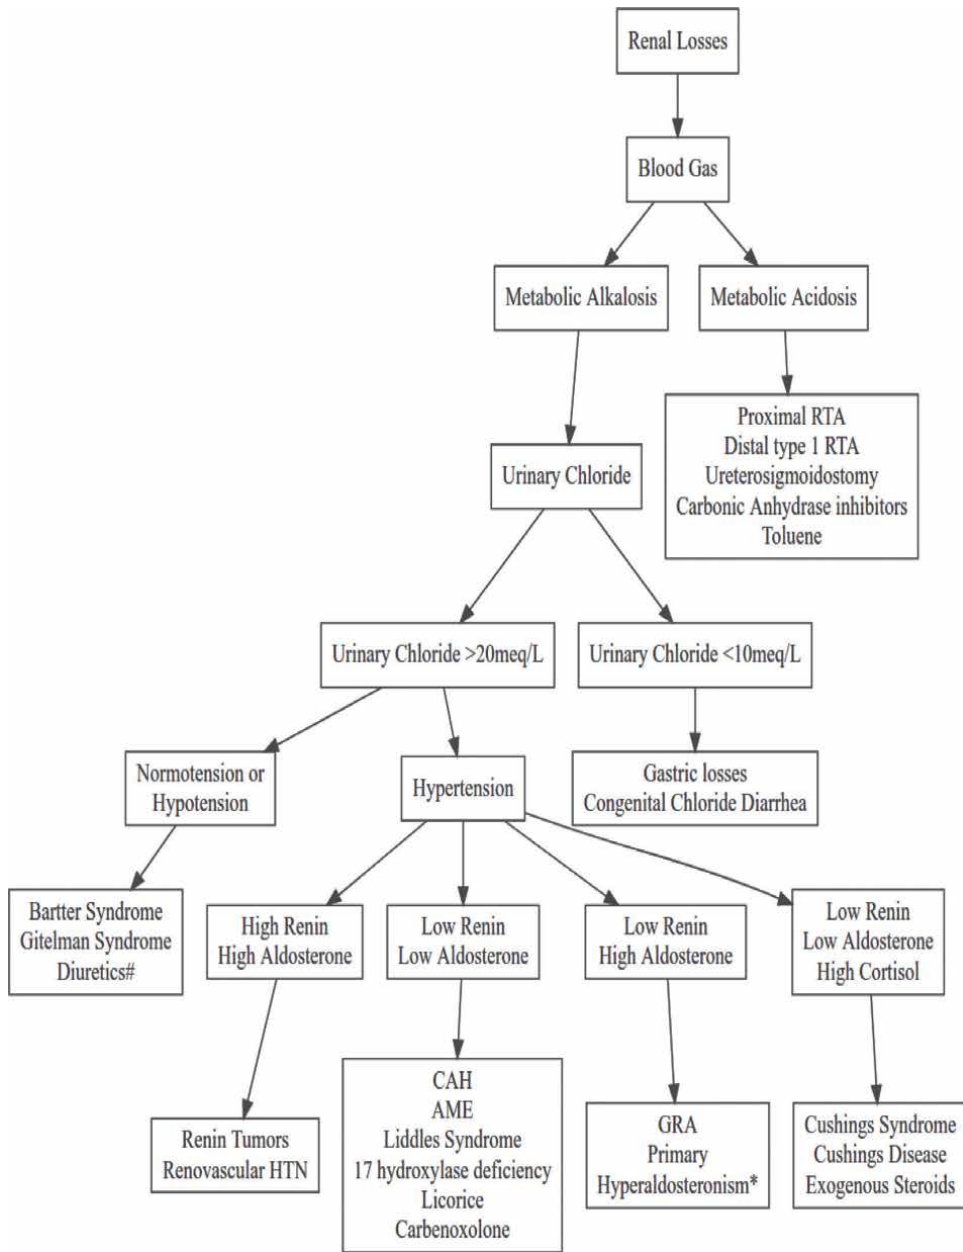 Renal Losses
Blood Gas
Metabolic Alkalosis
Metabolic Acidosis
Proximal RTA
Distal type 1 RTA
Ureterosigmoidostomy
Carbonic Anhydrase inhibitors
Toluene
Urinary Chloride
Urinary Chloride >20meq/L
Urinary Chloride <10meq/L
Normotension or
Hypotension
Hypertension
Gastric losses
Congenital Chloride Diarrhea
Bartter Syndrome
Gitelman Syndrome
Diuretics#
High Renin
High Aldosterone
Low Renin
Low Aldosterone
Low Renin
High Aldosterone
Low Renin
Low Aldosterone
High Cortisol
Renin Tumors
Renovascular HTN
CAH
AME
Liddles Syndrome
17 hydroxylase deficiency
Licorice
Carbenoxolone
GRA
Primary
Hyperaldosteronism*
Cushings Syndrome
Cushings Disease
Exogenous Steroids